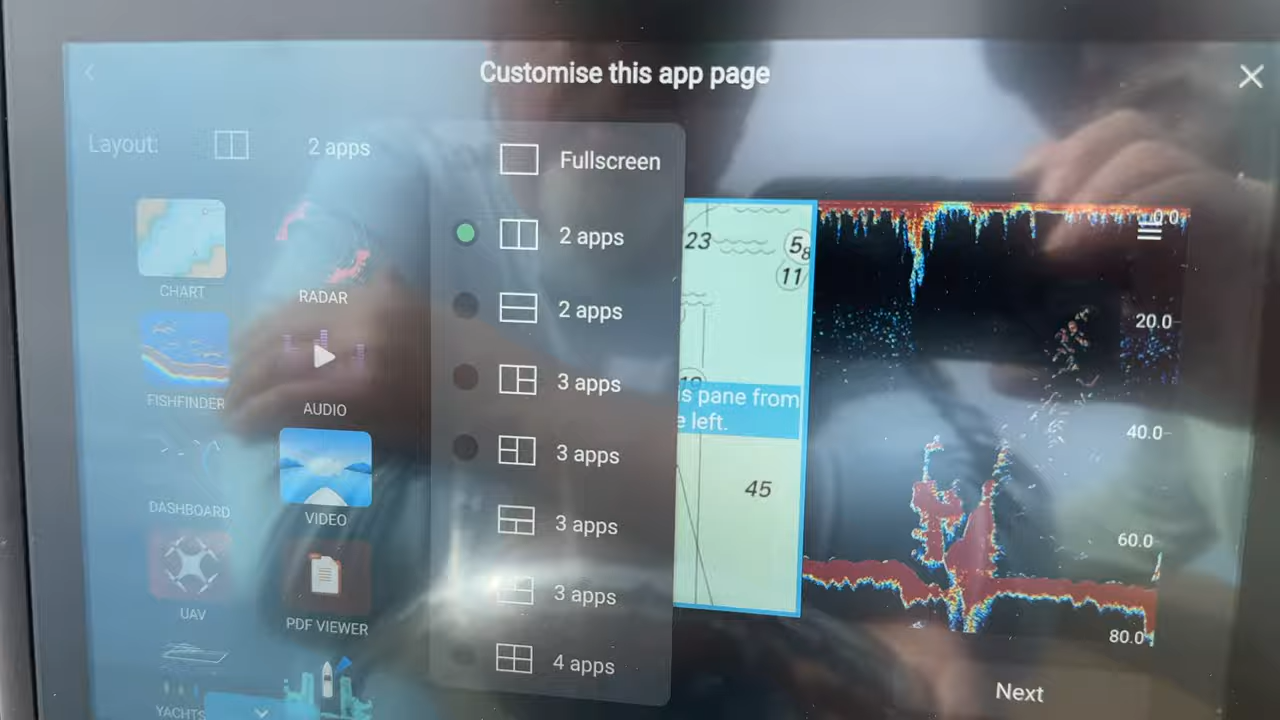 Customise this app page
Layout:
2 apps
Fullscreen
2 apps
2 apps
3 apps
3 apps
3 apps
3 apps
4 apps
CHART
RADAR
FISHFINDER
AUDIO
DASHBOARD
VIDEO
UAV
PDF VIEWER
YACHTS
23
5
8
11
s pane from
e left.
45
0.0
20.0
40.0
60.0
80.0
Next